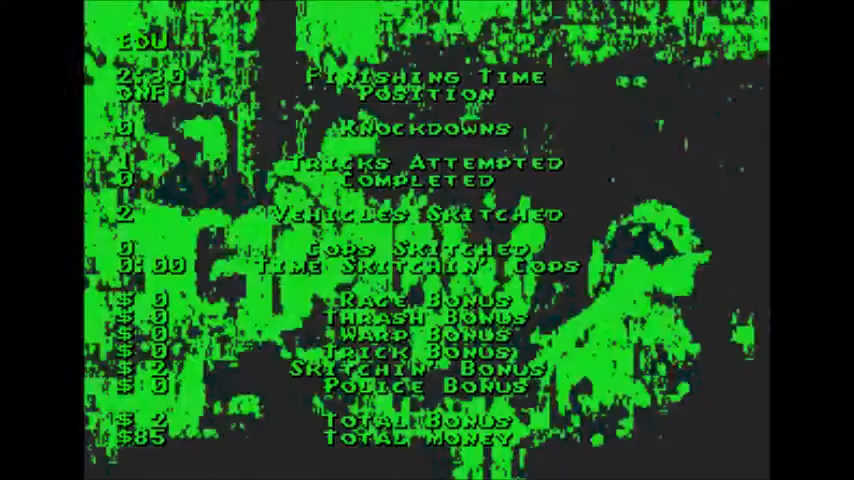 EDU
2:30 FINISHING TIME
DNF POSITION
0 KNOCKDOWNS
1 TRICKS ATTEMPTED
0 COMPLETED
2 VEHICLES SKITCHED
0 COPS SKITCHED
0:00 TIME SKITCHIN' COPS
$ 0 RACE BONUS
$ 0 THRASH BONUS
$ 0 WARP BONUS
$ 0 TRICK BONUS
$ 2 SKITCHIN' BONUS
$ 0 POLICE BONUS
$ 2 TOTAL BONUS
$85 TOTAL MONEY